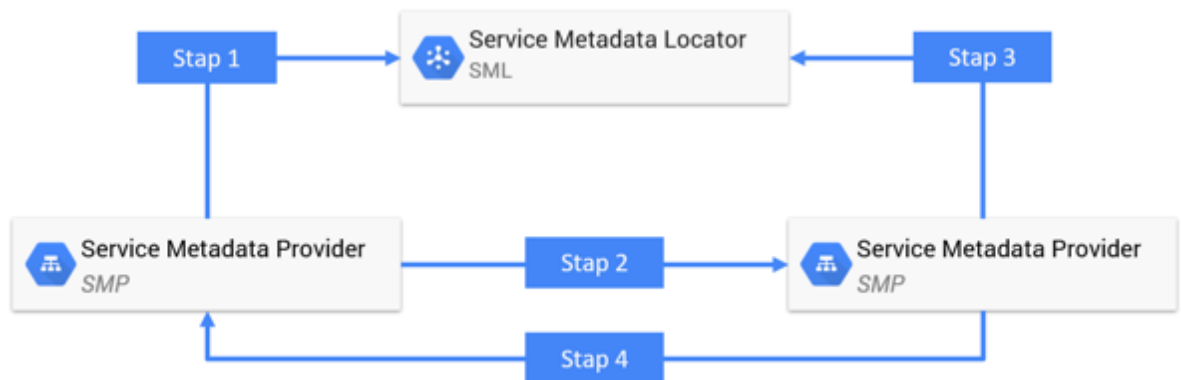 Stap 1
Service Metadata Locator
SML
Stap 3
Service Metadata Provider
SMP
Stap 2
Service Metadata Provider
SMP
Stap 4